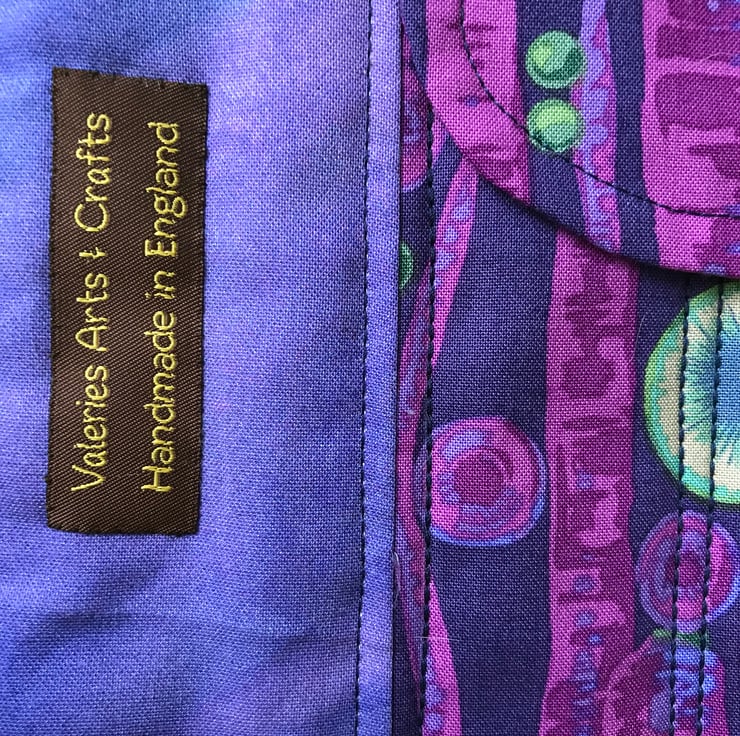 Valeries Arts & Crafts
Handmade in England